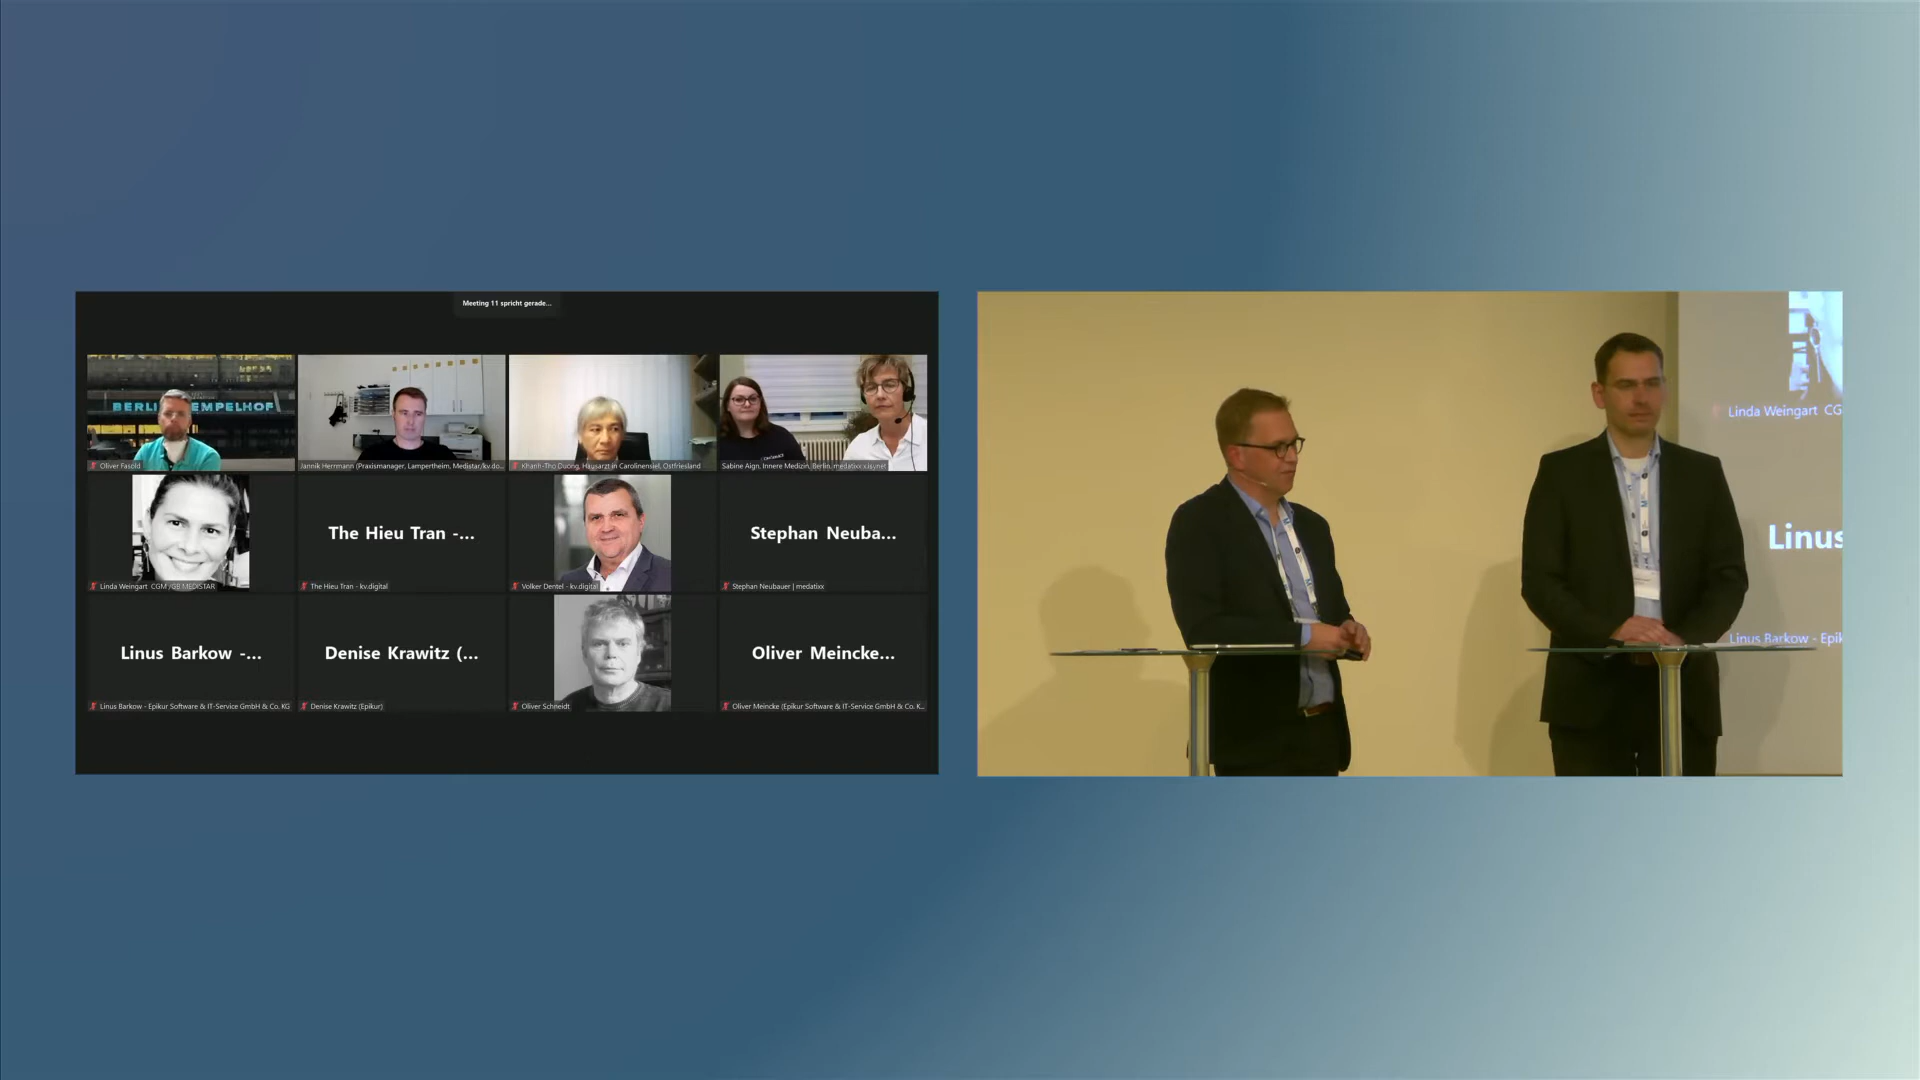 Meeting 11 spricht gerade...
Oliver Fasold
Jannik Herrmann (Praxismanager, Lampertheim, Medistar/kv.do...
Khanh-Tho Duong, Hausarzt in Carolinensiel, Ostfriesland
Sabine Aign, Innere Medizin, Berlin, medatixx x.isynet
Linda Weingart CGM /GB MEDISTAR
The Hieu Tran -...
The Hieu Tran - kv.digital
Volker Dentel - kv.digital
Stephan Neuba...
Stephan Neubauer | medatixx
Linus Barkow -...
Linus Barkow - Epikur Software & IT-Service GmbH & Co. KG
Denise Krawitz (...
Denise Krawitz (Epikur)
Oliver Schneidt
Oliver Meincke...
Oliver Meincke (Epikur Software & IT-Service GmbH & Co. K...
Linda Weingart CG
Linus
Linus Barkow - Epik